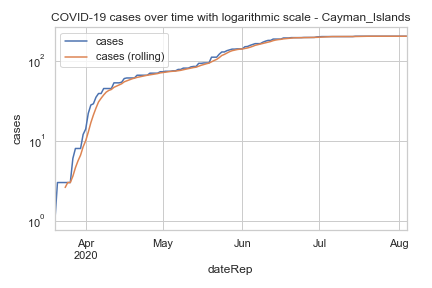 COVID-19 cases over time with logarithmic scale - Cayman_Islands
cases
cases (rolling)
10²
10¹
10⁰
cases
Apr
2020
May
Jun
Jul
Aug
dateRep